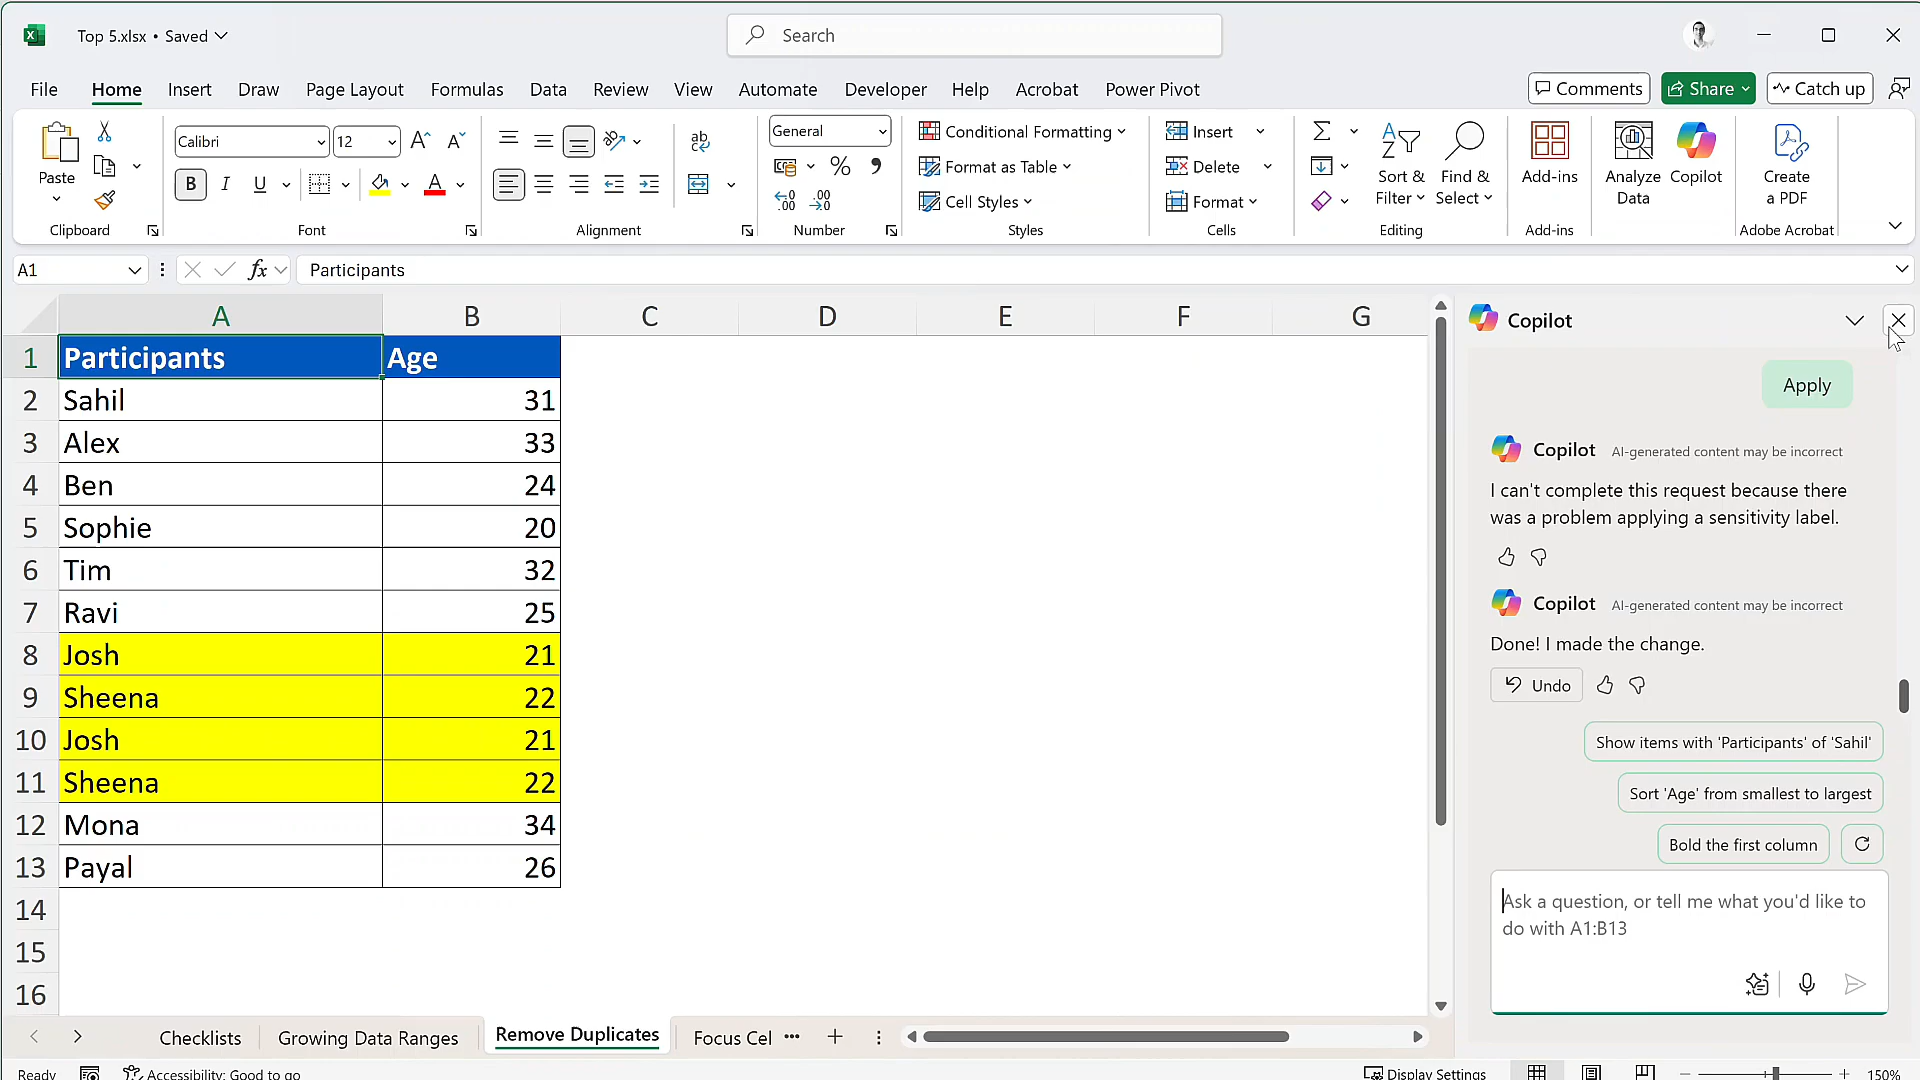 Top 5.xlsx • Saved
Search
File Home Insert Draw Page Layout Formulas Data Review View Automate Developer Help Acrobat Power Pivot
Comments Share Catch up
Paste
Clipboard
Calibri 12
B I U A
Font
ab
Alignment
General
% 9
.00
Number
Conditional Formatting
Format as Table
Cell Styles
Styles
Insert
Delete
Format
Cells
Sort &
Filter
Find &
Select
Editing
Add-ins
Add-ins
Analyze
Data
Copilot
Create
a PDF
Adobe Acrobat
A1 fx Participants
A B C D E F G
1 Participants Age
2 Sahil 31
3 Alex 33
4 Ben 24
5 Sophie 20
6 Tim 32
7 Ravi 25
8 Josh 21
9 Sheena 22
10 Josh 21
11 Sheena 22
12 Mona 34
13 Payal 26
14
15
16
Copilot
Apply
Copilot AI-generated content may be incorrect
I can't complete this request because there
was a problem applying a sensitivity label.
Copilot AI-generated content may be incorrect
Done! I made the change.
Undo
Show items with 'Participants' of 'Sahil'
Sort 'Age' from smallest to largest
Bold the first column
Ask a question, or tell me what you'd like to
do with A1:B13
Checklists Growing Data Ranges Remove Duplicates Focus Cel •••
Ready Accessibility: Good to go Display Settings 150%